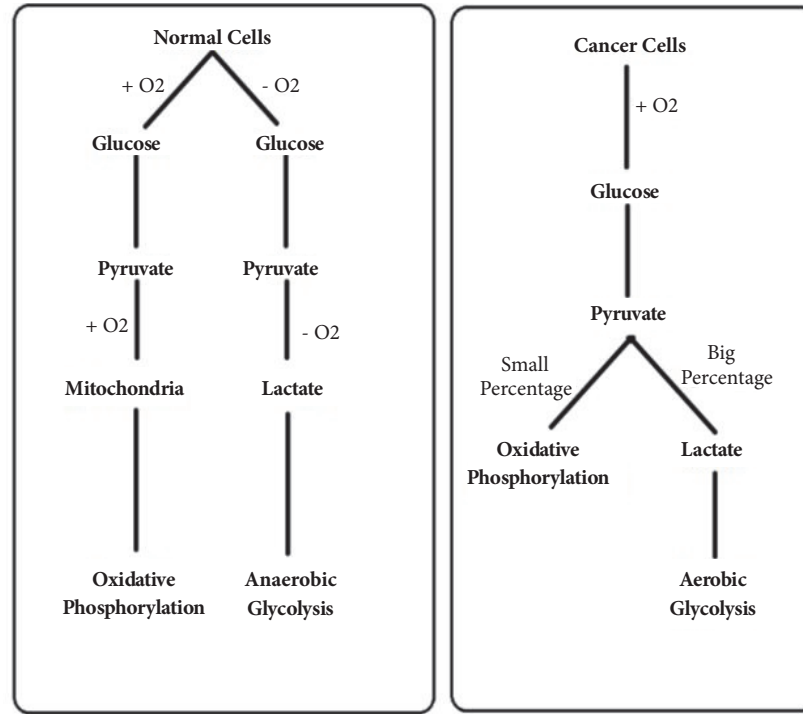 Normal Cells
+ O2
- O2
Glucose
Glucose
Pyruvate
Pyruvate
+ O2
- O2
Mitochondria
Lactate
Oxidative
Phosphorylation
Anaerobic
Glycolysis
Cancer Cells
+ O2
Glucose
Pyruvate
Small
Percentage
Big
Percentage
Oxidative
Phosphorylation
Lactate
Aerobic
Glycolysis